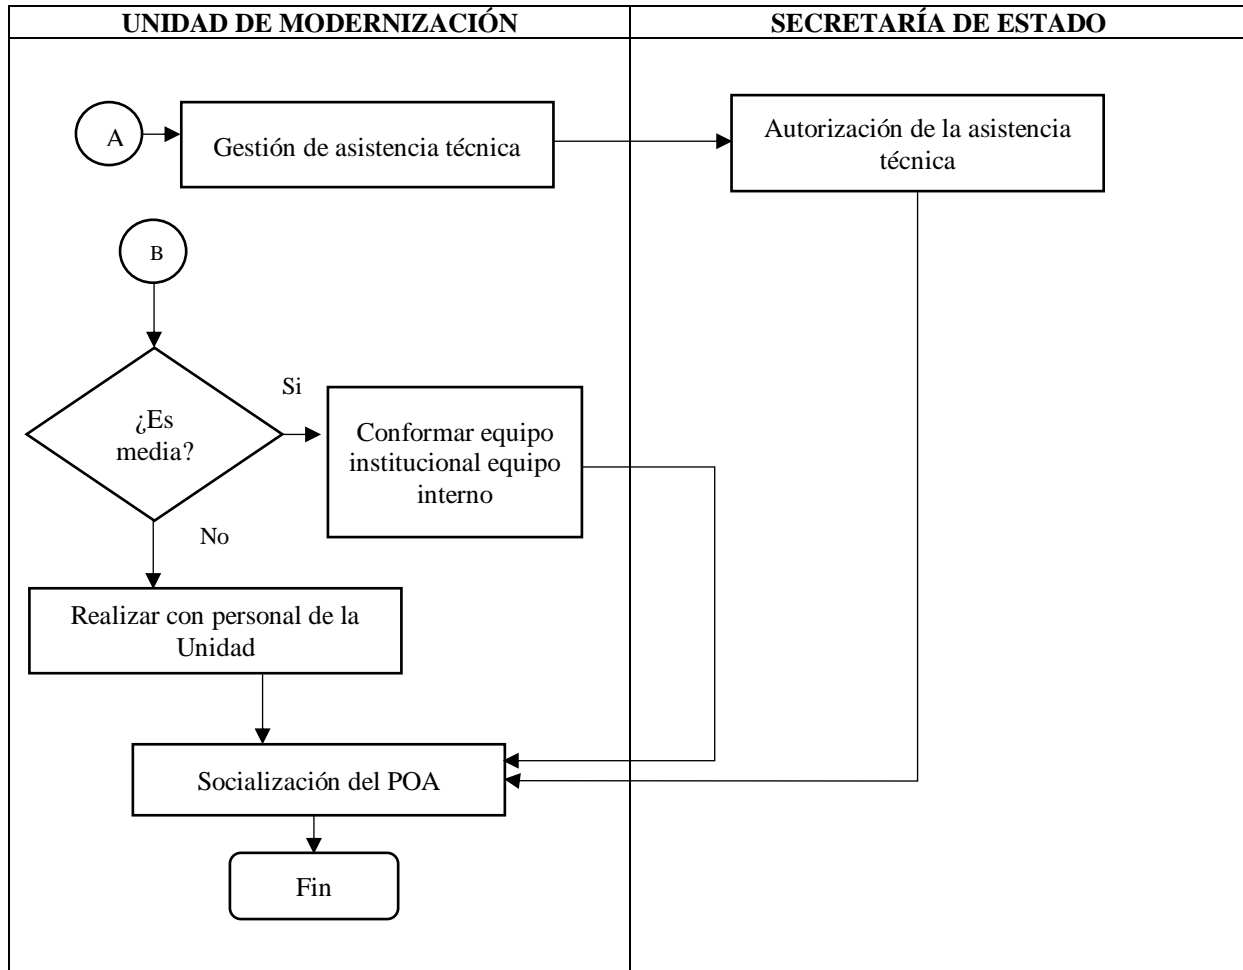 UNIDAD DE MODERNIZACIÓN
SECRETARÍA DE ESTADO
A
Gestión de asistencia técnica
Autorización de la asistencia
técnica
B
¿Es
media?
Si
Conformar equipo
institucional equipo
interno
No
Realizar con personal de la
Unidad
Socialización del POA
Fin